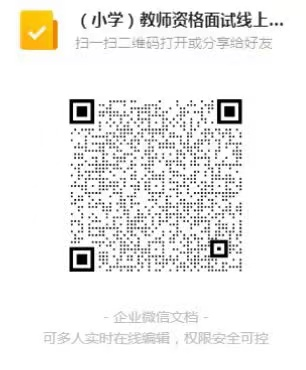 （小学）教师资格面试线上...
扫一扫二维码打开或分享给好友
- 企业微信文档 -
可多人实时在线编辑，权限安全可控